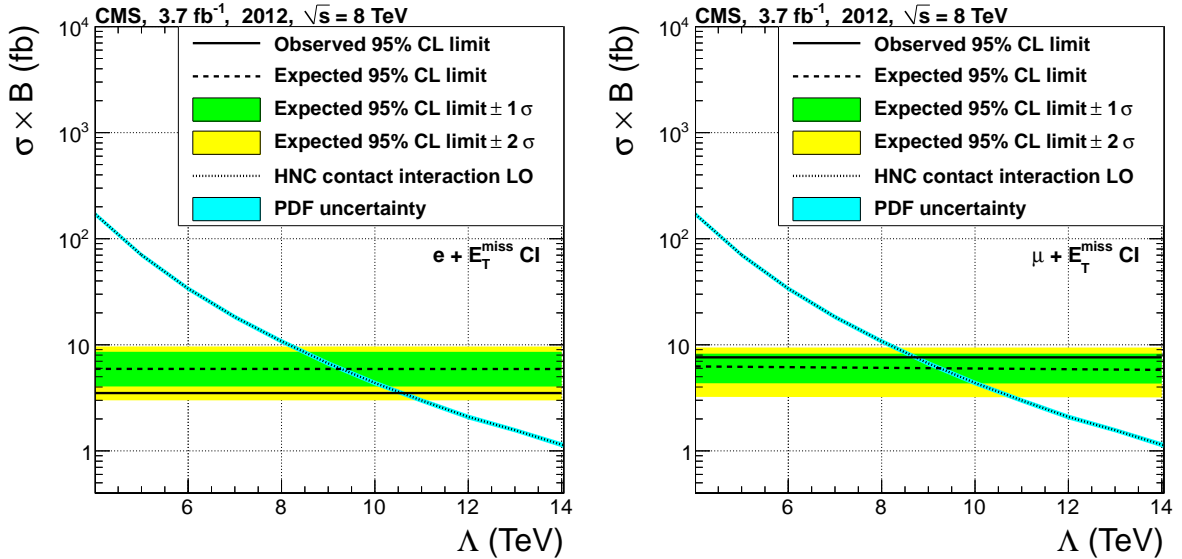 CMS, 3.7 fb⁻¹, 2012, √s = 8 TeV
Observed 95% CL limit
Expected 95% CL limit
Expected 95% CL limit ± 1 σ
Expected 95% CL limit ± 2 σ
HNC contact interaction LO
PDF uncertainty
e + E_T^miss CI
σ × B (fb)
10⁴
10³
10²
10
1
6 8 10 12 14
Λ (TeV)
CMS, 3.7 fb⁻¹, 2012, √s = 8 TeV
Observed 95% CL limit
Expected 95% CL limit
Expected 95% CL limit ± 1 σ
Expected 95% CL limit ± 2 σ
HNC contact interaction LO
PDF uncertainty
μ + E_T^miss CI
σ × B (fb)
10⁴
10³
10²
10
1
6 8 10 12 14
Λ (TeV)